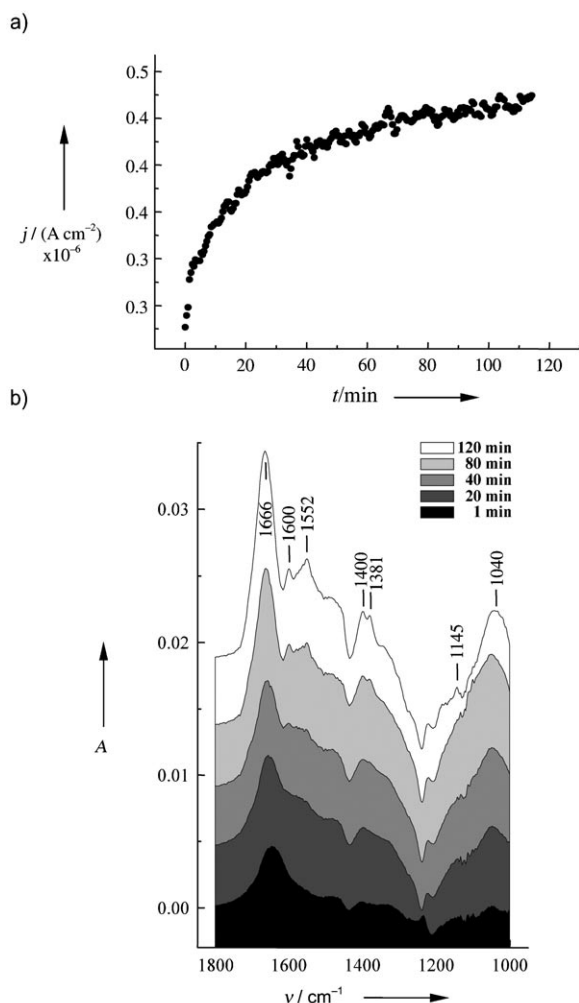 a)
0.5
0.4
0.4
0.4
0.3
0.3
j / (A cm⁻²)
x10⁻⁶
0 20 40 60 80 100 120
t/min
b)
120 min
80 min
40 min
20 min
1 min
0.03
0.02
0.01
0.00
A
1666
1600
1552
1400
1381
1145
1040
1800 1600 1400 1200 1000
ν / cm⁻¹